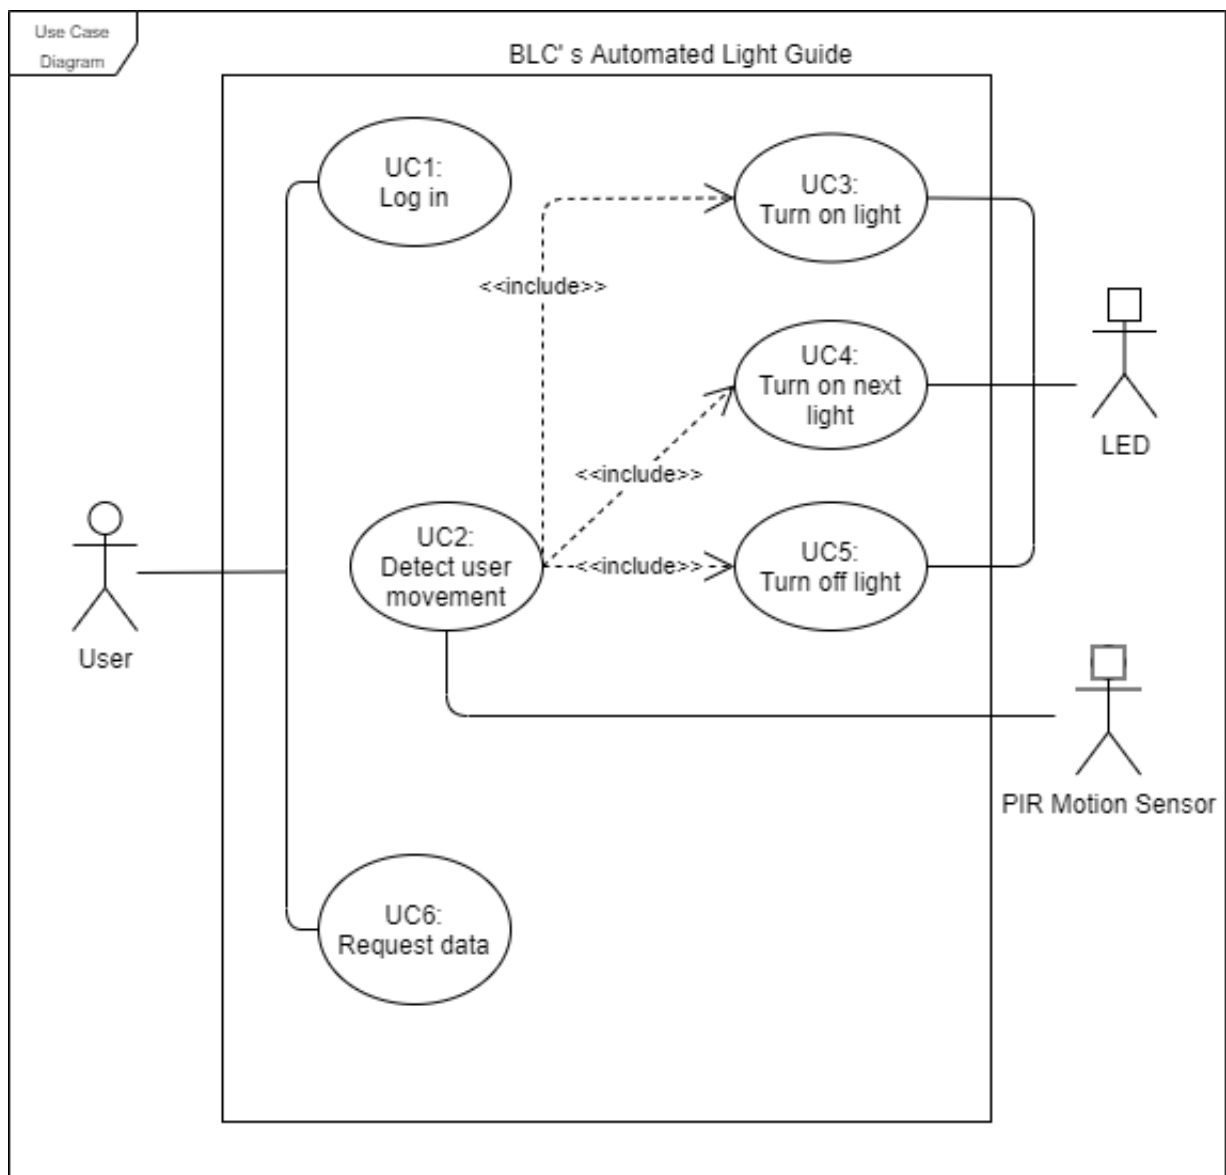 Use Case
Diagram
BLC' s Automated Light Guide
UC1:
Log in
UC3:
Turn on light
<<include>>
UC4:
Turn on next
light
LED
<<include>>
UC2:
Detect user
movement
<<include>>
UC5:
Turn off light
User
PIR Motion Sensor
UC6:
Request data